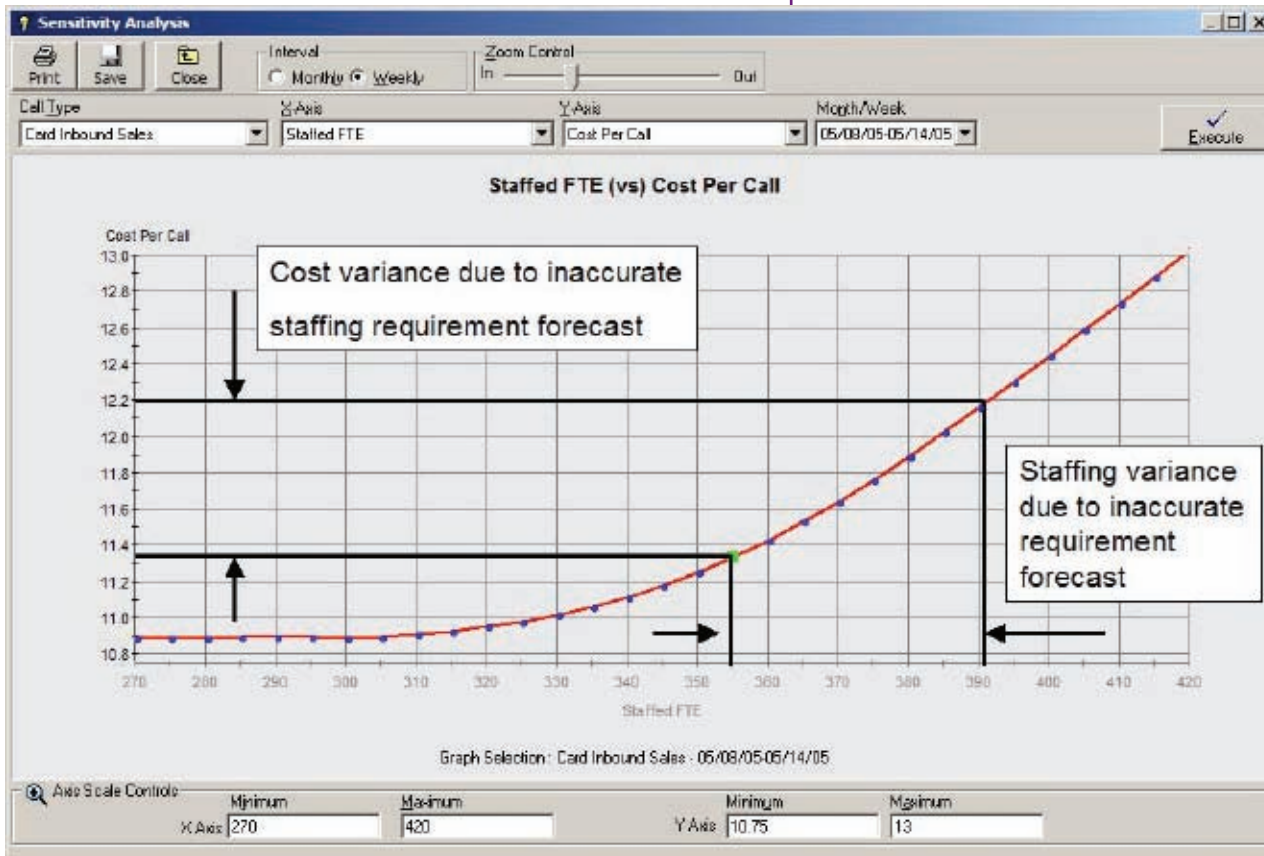 Sensitivity Analysis
Print Save Close
Interval
Monthly Weekly
Zoom Control
In Out
Call Type X-Axis Y-Axis Month/Week
Card Inbound Sales Staffed FTE Cost Per Call 05/08/05-05/14/05 Execute
Staffed FTE (vs) Cost Per Call
Cost Per Call
13.0
12.8
12.6
12.4
12.2
12.0
11.8
11.6
11.4
11.2
11.0
10.8
Cost variance due to inaccurate
staffing requirement forecast
Staffing variance
due to inaccurate
requirement
forecast
270 280 290 300 310 320 330 340 350 360 370 380 390 400 410 420
Staffed FTE
Graph Selection : Card Inbound Sales - 05/08/05-05/14/05
Axis Scale Controls
Minimum Maximum Minimum Maximum
X Axis 270 420 Y Axis 10.75 13